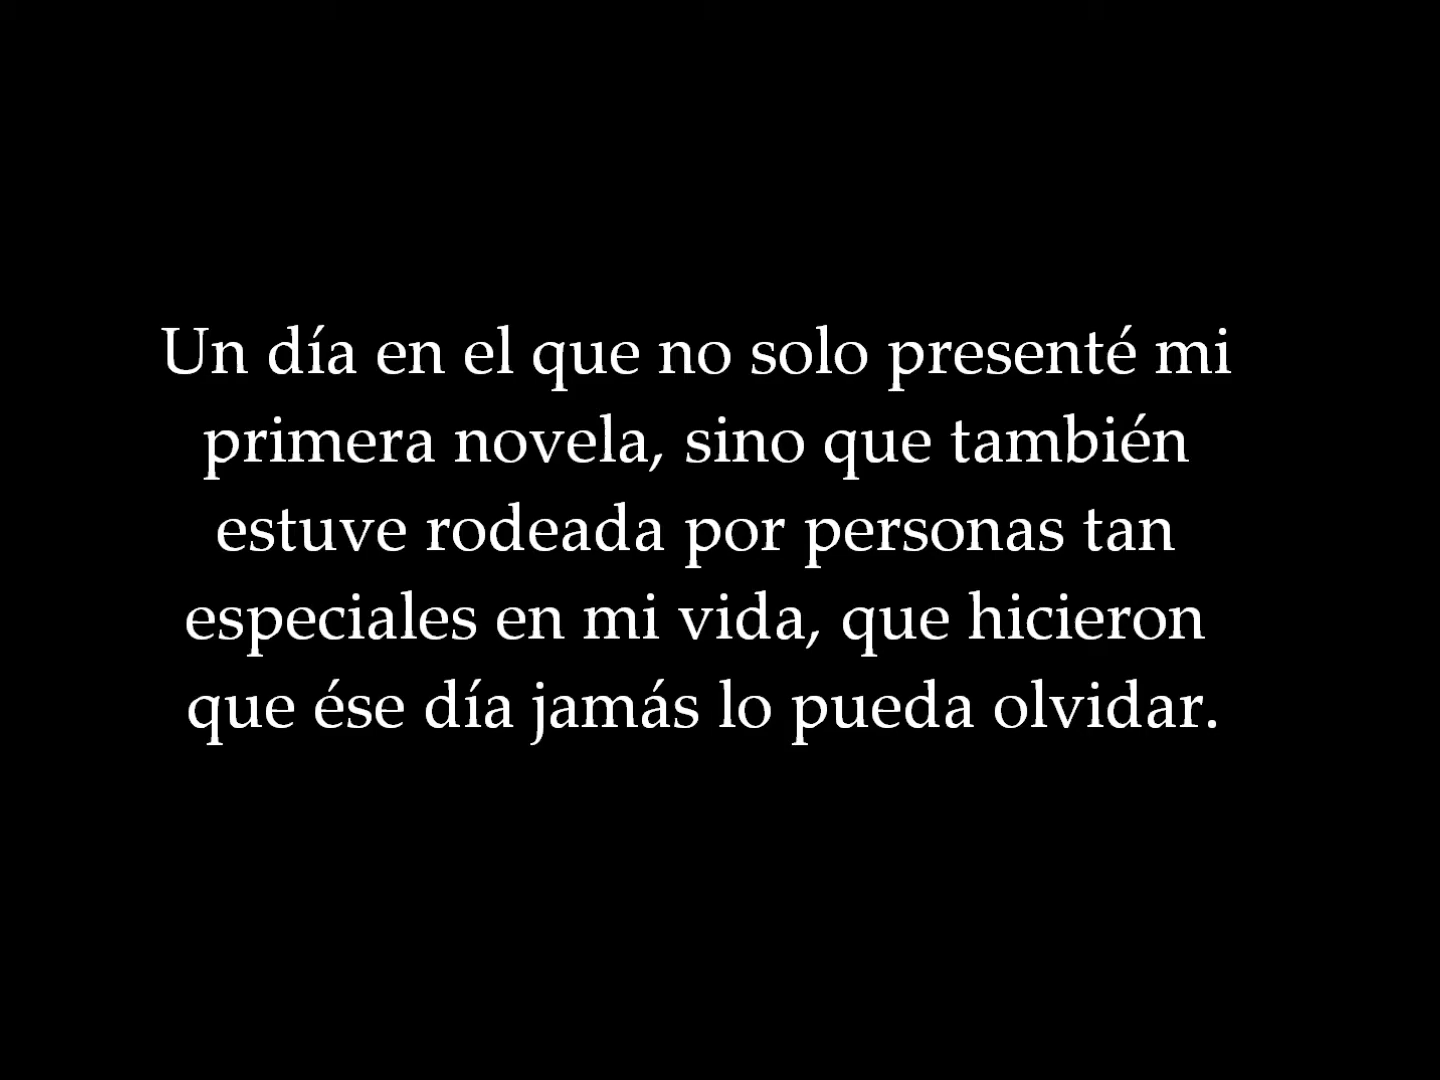 Un día en el que no solo presenté mi
primera novela, sino que también
estuve rodeada por personas tan
especiales en mi vida, que hicieron
que ése día jamás lo pueda olvidar.